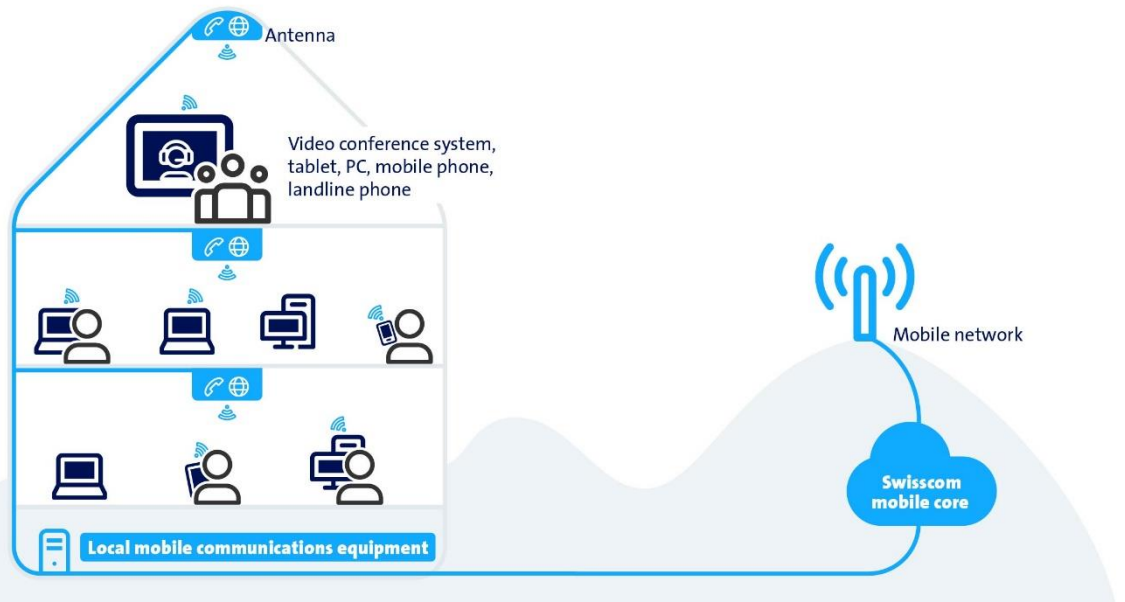 Antenna
Video conference system,
tablet, PC, mobile phone,
landline phone
Mobile network
Swisscom
mobile core
Local mobile communications equipment